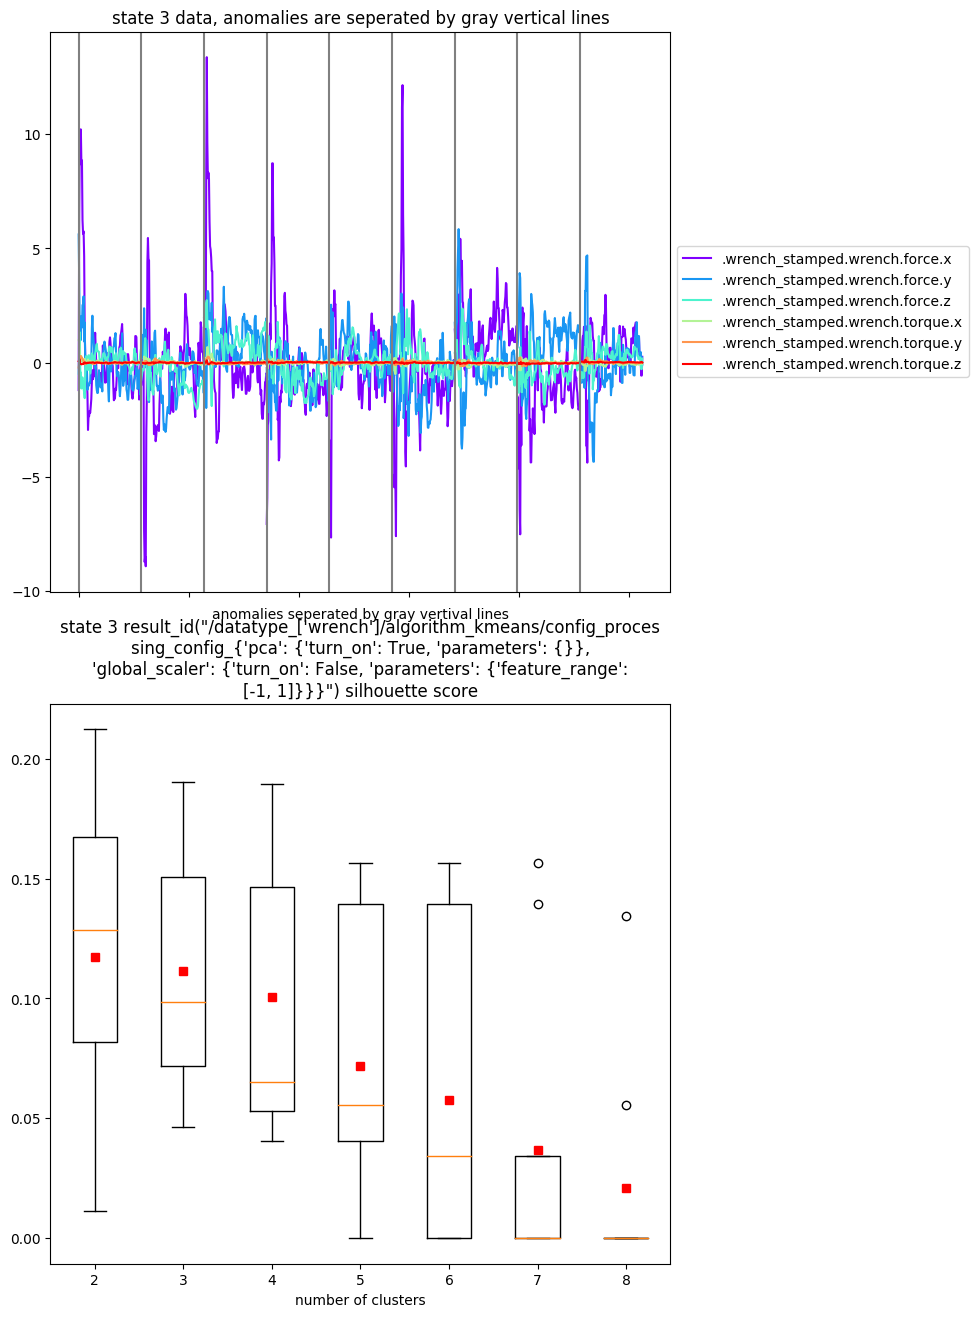 state 3 data, anomalies are seperated by gray vertical lines
10
5
0
−5
−10
.wrench_stamped.wrench.force.x
.wrench_stamped.wrench.force.y
.wrench_stamped.wrench.force.z
.wrench_stamped.wrench.torque.x
.wrench_stamped.wrench.torque.y
.wrench_stamped.wrench.torque.z
anomalies seperated by gray vertival lines
state 3 result_id("/datatype_['wrench']/algorithm_kmeans/config_proces
sing_config_{'pca': {'turn_on': True, 'parameters': {}},
'global_scaler': {'turn_on': False, 'parameters': {'feature_range':
[-1, 1]}}}") silhouette score
0.20
0.15
0.10
0.05
0.00
2 3 4 5 6 7 8
number of clusters